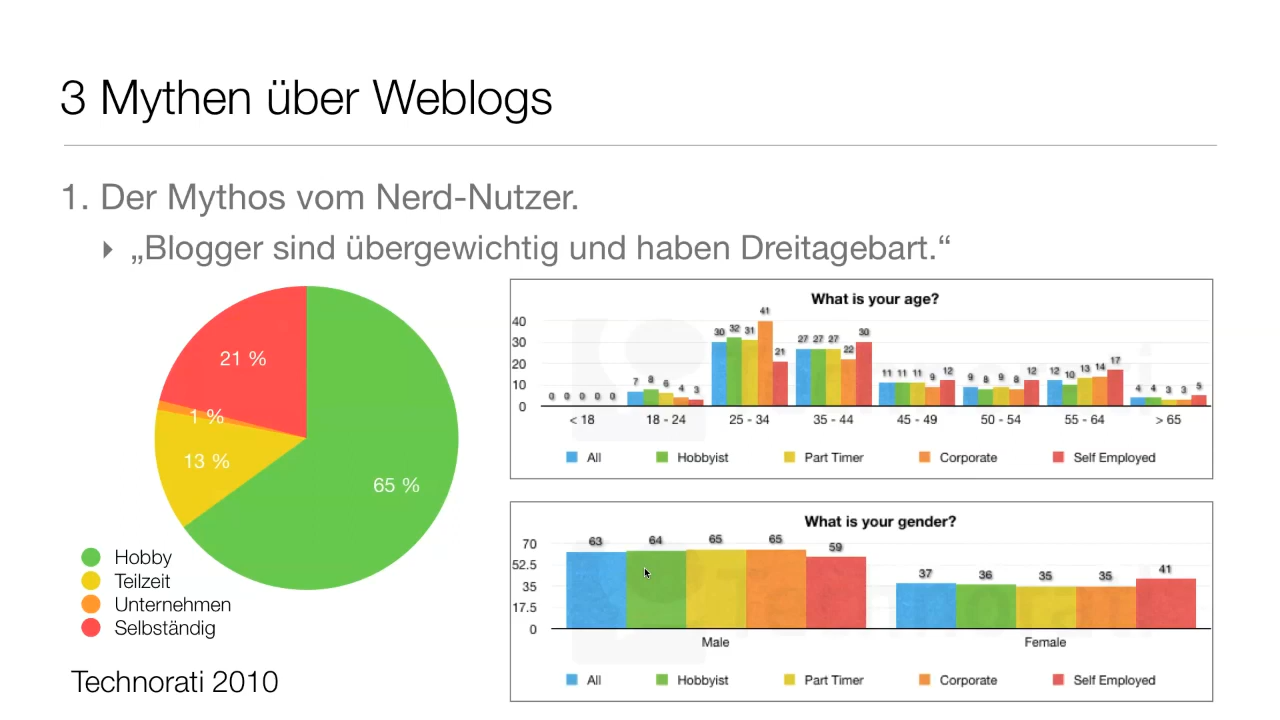 3 Mythen über Weblogs
1. Der Mythos vom Nerd-Nutzer.
‣ „Blogger sind übergewichtig und haben Dreitagebart.“
21 %
1 %
13 %
65 %
Hobby
Teilzeit
Unternehmen
Selbständig
Technorati 2010
What is your age?
40
30
20
10
0
0 0 0 0 0
7 8 6 4 3
30 32 31 41 21
27 27 27 22 30
11 11 11 9 12
9 8 9 8 12
12 10 13 14 17
4 4 3 3 5
< 18 18 - 24 25 - 34 35 - 44 45 - 49 50 - 54 55 - 64 > 65
All Hobbyist Part Timer Corporate Self Employed
What is your gender?
70
52.5
35
17.5
0
63 64 65 65 59
37 36 35 35 41
Male Female
All Hobbyist Part Timer Corporate Self Employed